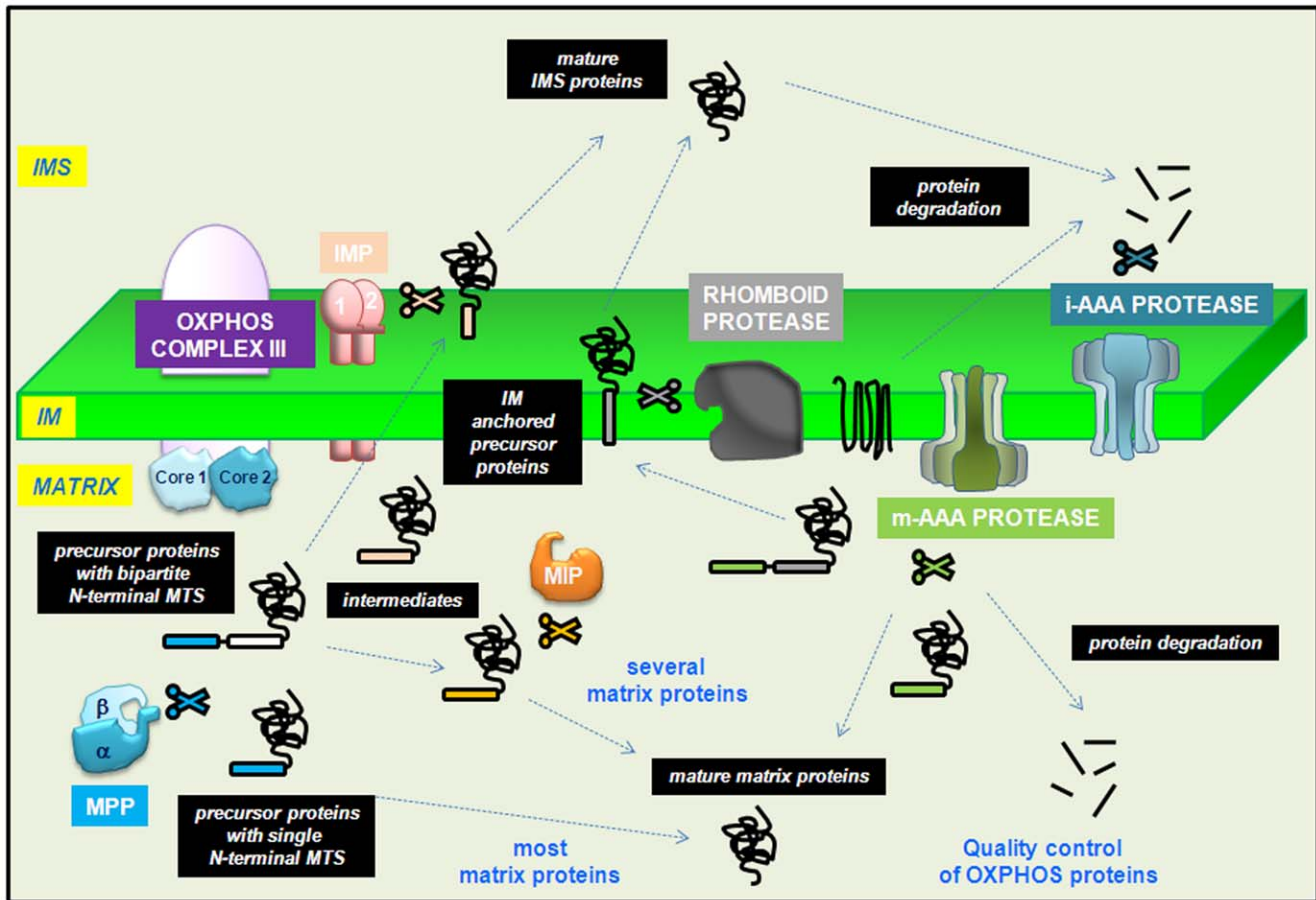 mature
IMS proteins
IMS
protein
degradation
IMP
1 2
RHOMBOID
PROTEASE
i-AAA PROTEASE
OXPHOS
COMPLEX III
IM
IM
anchored
precursor
proteins
MATRIX
Core 1 Core 2
m-AAA PROTEASE
precursor proteins
with bipartite
N-terminal MTS
MIP
intermediates
protein degradation
several
matrix proteins
β
α
mature matrix proteins
MPP
precursor proteins
with single
N-terminal MTS
most
matrix proteins
Quality control
of OXPHOS proteins